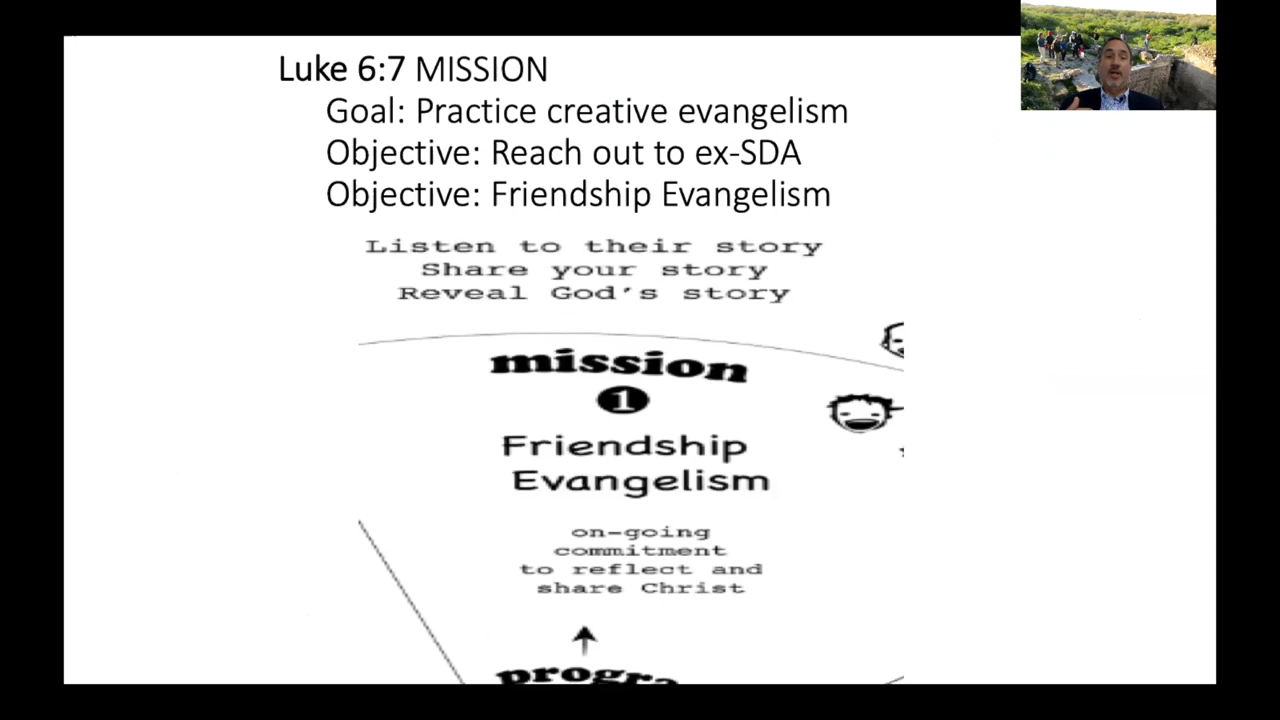 Luke 6:7 MISSION
Goal: Practice creative evangelism
Objective: Reach out to ex-SDA
Objective: Friendship Evangelism
Listen to their story
Share your story
Reveal God's story
mission
1
Friendship
Evangelism
on-going
commitment
to reflect and
share Christ